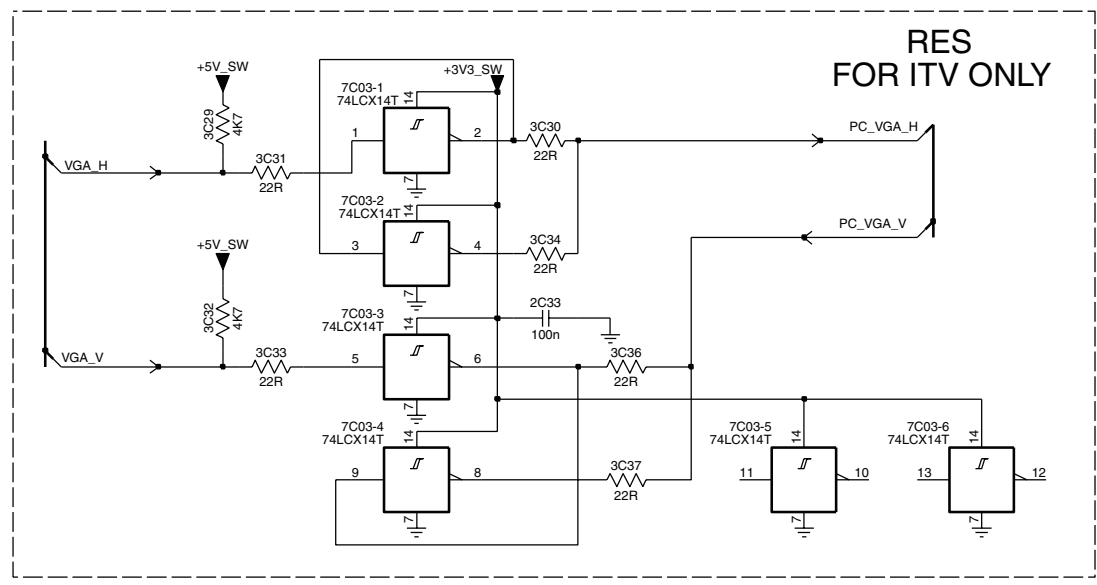 RES
FOR ITV ONLY
+5V_SW
+3V3_SW
3C29
4K7
7C03-1
74LCX14T
14
1
2
7
3C30
22R
PC_VGA_H
VGA_H
3C31
22R
7C03-2
74LCX14T
14
3
4
7
3C34
22R
PC_VGA_V
+5V_SW
3C32
4K7
2C33
100n
7C03-3
74LCX14T
14
5
6
7
VGA_V
3C33
22R
3C36
22R
7C03-4
74LCX14T
14
9
8
7
3C37
22R
7C03-5
74LCX14T
14
11
10
7
7C03-6
74LCX14T
14
13
12
7